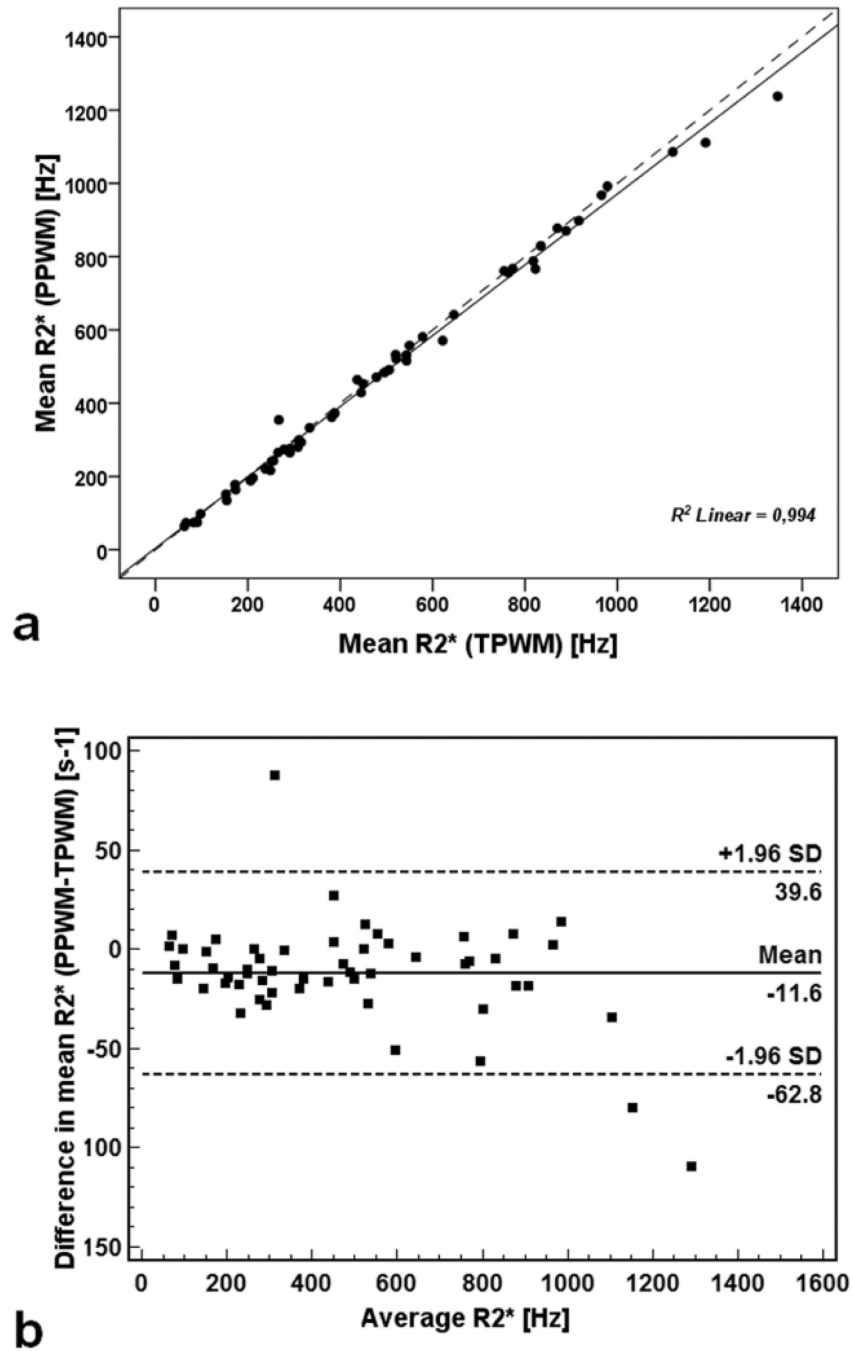 1400
1200
1000
800
600
400
200
0
Mean R2* (PPWM) [Hz]
R² Linear = 0,994
0 200 400 600 800 1000 1200 1400
a
Mean R2* (TPWM) [Hz]
Difference in mean R2* (PPWM-TPWM) [s-1]
100
50
0
-50
100
150
+1.96 SD
39.6
Mean
-11.6
-1.96 SD
-62.8
0 200 400 600 800 1000 1200 1400 1600
Average R2* [Hz]
b